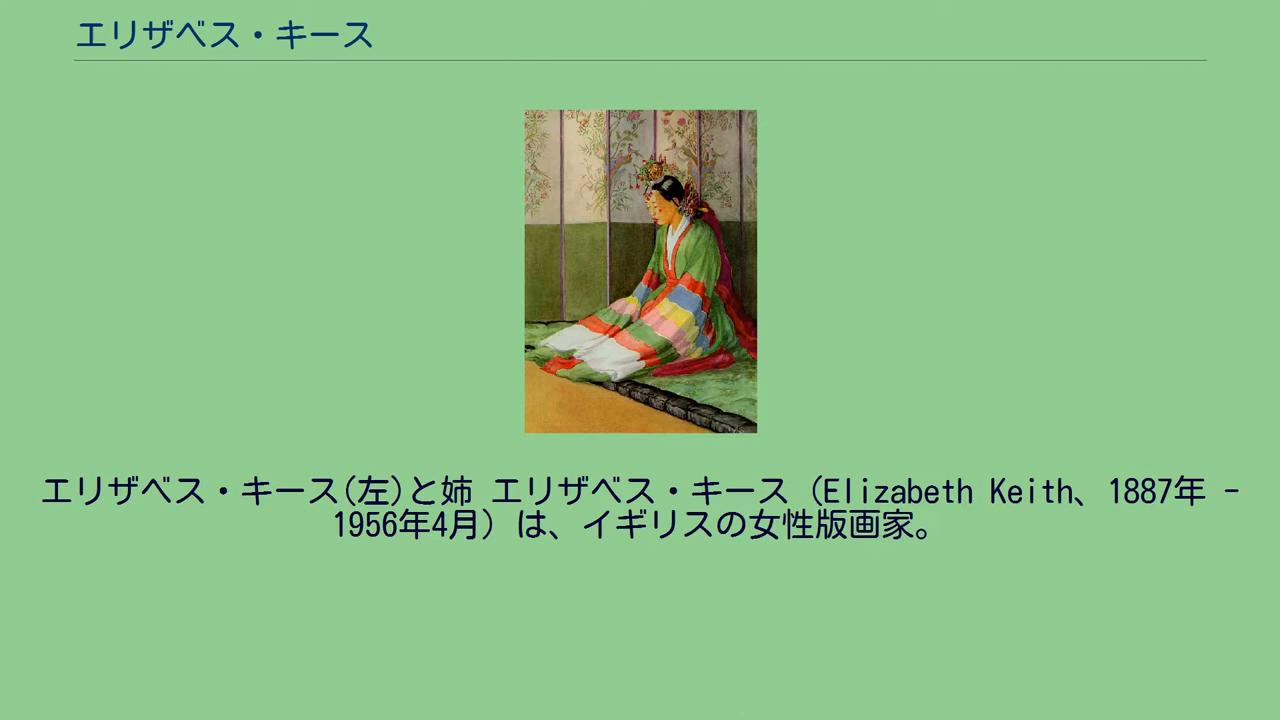 エリザベス・キース
エリザベス・キース(左)と姉 エリザベス・キース（Elizabeth Keith、1887年 -
1956年4月）は、イギリスの女性版画家。